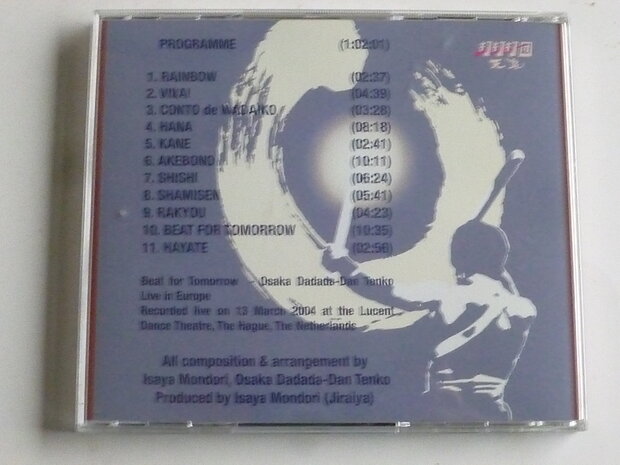 PROGRAMME (1:02:01)
1. RAINBOW (02:37)
2. VIVA! (04:39)
3. CONTO de WADAIKO (03:28)
4. HANA (08:18)
5. KANE (02:41)
6. AKEBONO (10:11)
7. SHISHI (06:24)
8. SHAMISEN (05:41)
9. RAKYOU (04:23)
10. BEAT FOR TOMORROW (10:35)
11. HAYATE (02:56)
Beat for Tomorrow - Osaka Dadada-Dan Tenko
Live in Europe
Recorded live on 13 March 2004 at the Lucent
Dance Theatre, The Hague, The Netherlands
All composition & arrangement by
Isaya Mondori, Osaka Dadada-Dan Tenko
Produced by Isaya Mondori (Jiraiya)